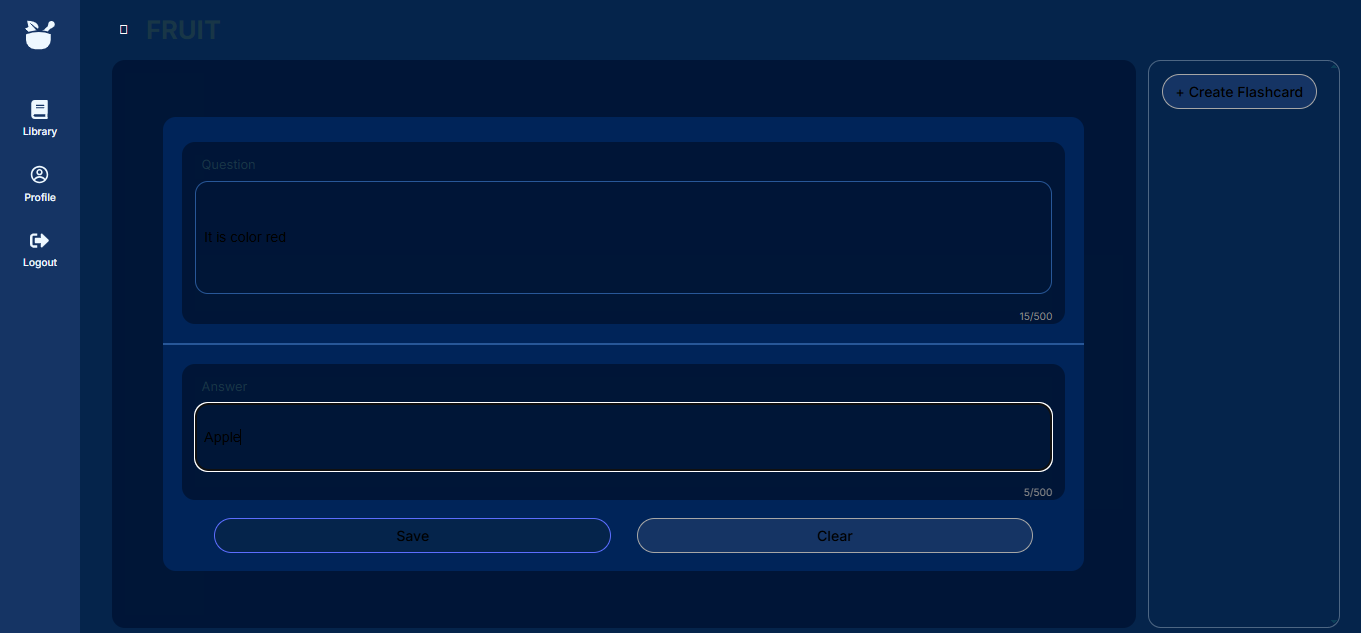 FRUIT
Library
Profile
Logout
+ Create Flashcard
Question
It is color red
15/500
Answer
Apple
5/500
Save
Clear